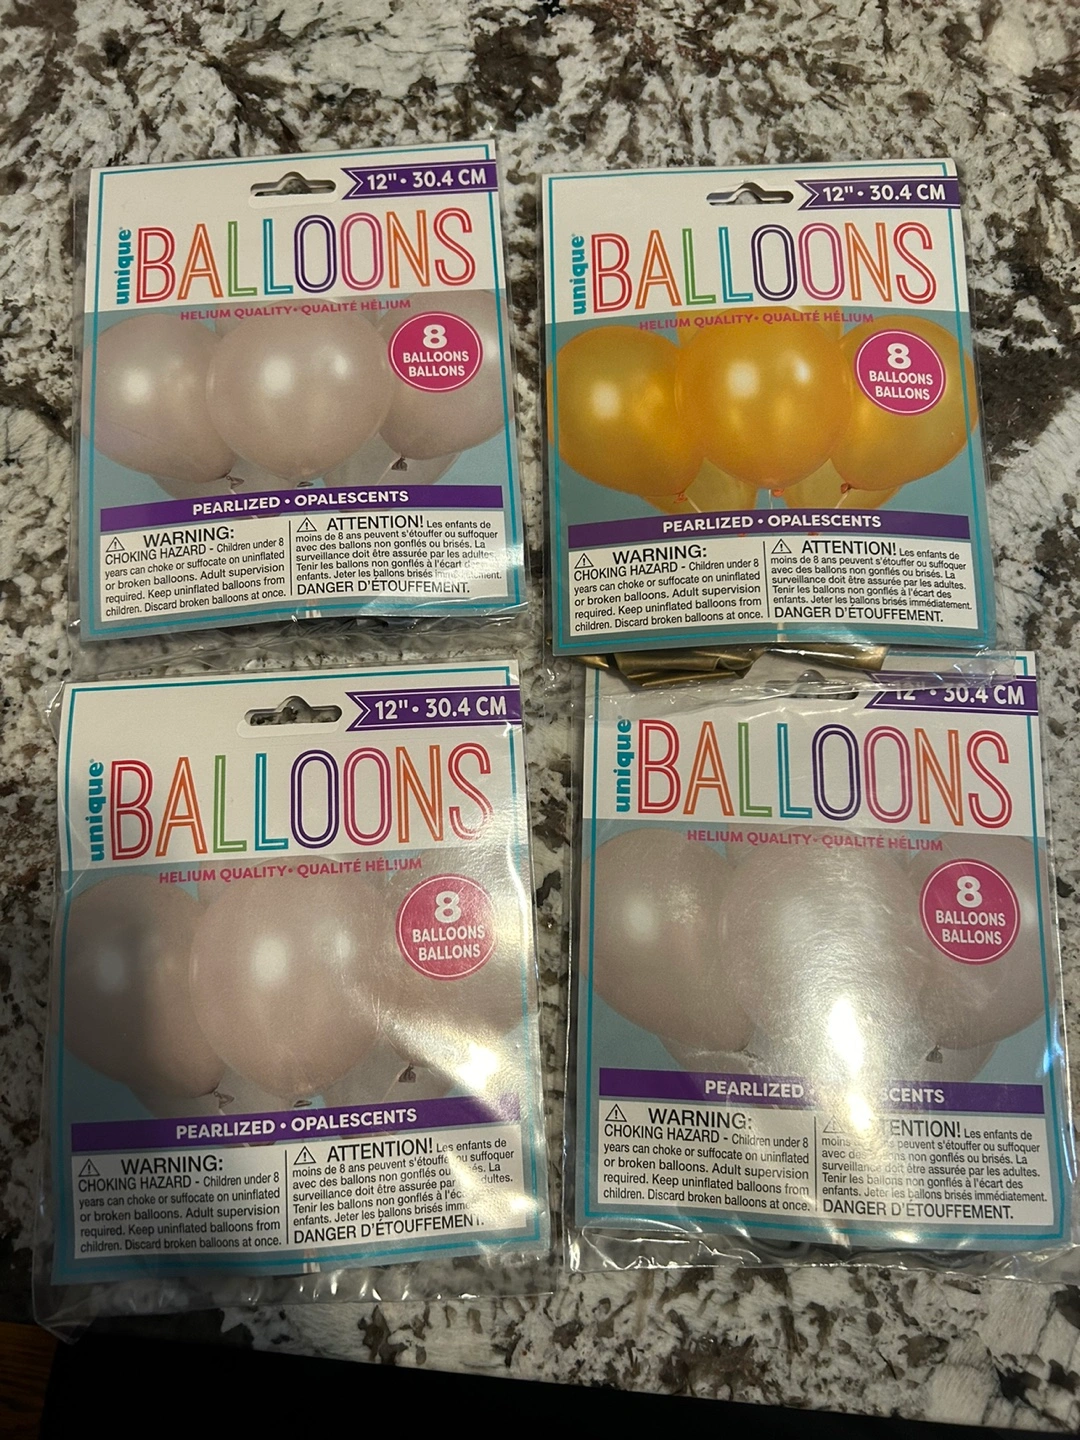 12" • 30.4 CM
unique®
BALLOONS
HELIUM QUALITY • QUALITÉ HÉLIUM
8
BALLOONS
BALLONS
PEARLIZED • OPALESCENTS
WARNING:
CHOKING HAZARD - Children under 8
years can choke or suffocate on uninflated
or broken balloons. Adult supervision
required. Keep uninflated balloons from
children. Discard broken balloons at once.
ATTENTION! Les enfants de
moins de 8 ans peuvent s'étouffer ou suffoquer
avec des ballons non gonflés ou brisés. La
surveillance doit être assurée par les adultes.
Tenir les ballons non gonflés à l'écart
enfants. Jeter les ballons brisés
DANGER D'ÉTOUFFEMENT.
12" • 30.4 CM
unique®
BALLOONS
HELIUM QUALITY • QUALITÉ HÉLIUM
8
BALLOONS
BALLONS
PEARLIZED • OPALESCENTS
WARNING:
CHOKING HAZARD - Children under 8
years can choke or suffocate on uninflated
or broken balloons. Adult supervision
required. Keep uninflated balloons from
children. Discard broken balloons at once.
ATTENTION! Les enfants de
moins de 8 ans peuvent s'étouffer ou suffoquer
avec des ballons non gonflés ou brisés. La
surveillance doit être assurée par les adultes.
Tenir les ballons non gonflés à l'écart des
enfants. Jeter les ballons brisés immédiatement.
DANGER D'ÉTOUFFEMENT.
12" • 30.4 CM
unique®
BALLOONS
HELIUM QUALITY • QUALITÉ HÉLIUM
8
BALLOONS
BALLONS
PEARLIZED • OPALESCENTS
WARNING:
CHOKING HAZARD - Children under 8
years can choke or suffocate on uninflated
or broken balloons. Adult supervision
required. Keep uninflated balloons from
children. Discard broken balloons at once.
ATTENTION! Les enfants de
moins de 8 ans peuvent s'étouffer ou suffoquer
avec des ballons non gonflés ou brisés. La
surveillance doit être assurée par les adultes.
Tenir les ballons non gonflés à
enfants. Jeter les ballons brisés
DANGER D'ÉTOUFFEMENT.
12" • 30.4 CM
unique
BALLOONS
HELIUM QUALITY • QUALITÉ HÉLIUM
8
BALLOONS
BALLONS
PEARLIZED
WARNING:
CHOKING HAZARD - Children under 8
years can choke or suffocate on uninflated
or broken balloons. Adult supervision
required. Keep uninflated balloons from
children. Discard broken balloons at once.
Les enfants de
moins de 8 ans peuvent s'étouffer ou suffoquer
avec des ballons non gonflés ou brisés. La
surveillance doit être assurée par les adultes.
Tenir les ballons non gonflés à l'écart des
enfants. Jeter les ballons brisés immédiatement.
DANGER D'ÉTOUFFEMENT.